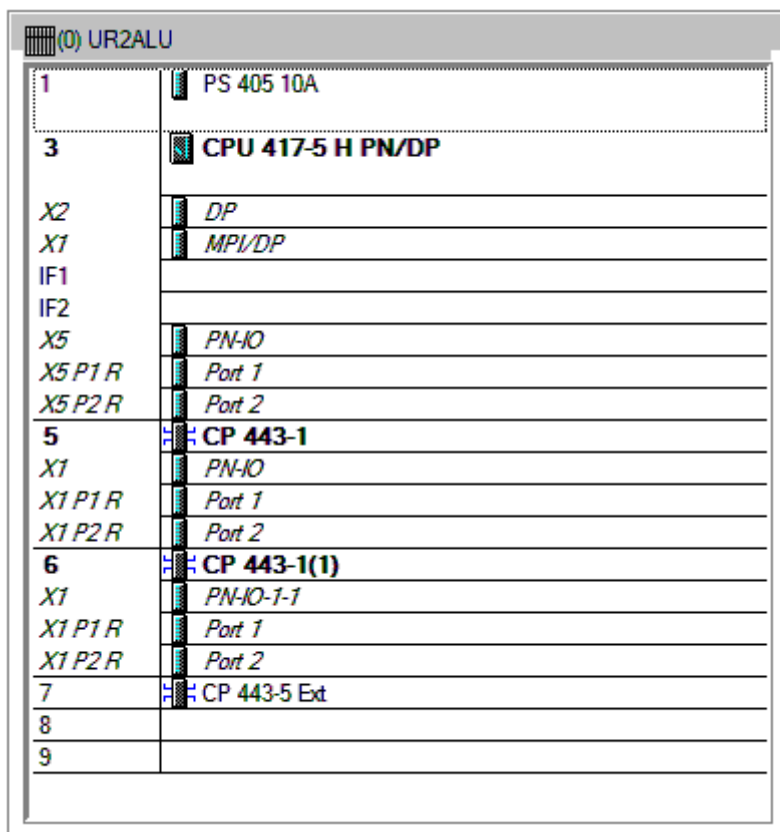 (0) UR2ALU
1 PS 405 10A
3 CPU 417-5 H PN/DP
X2 DP
X1 MPI/DP
IF1
IF2
X5 PN-IO
X5 P1 R Port 1
X5 P2 R Port 2
5 CP 443-1
X1 PN-IO
X1 P1 R Port 1
X1 P2 R Port 2
6 CP 443-1(1)
X1 PN-IO-1-1
X1 P1 R Port 1
X1 P2 R Port 2
7 CP 443-5 Ext
8
9